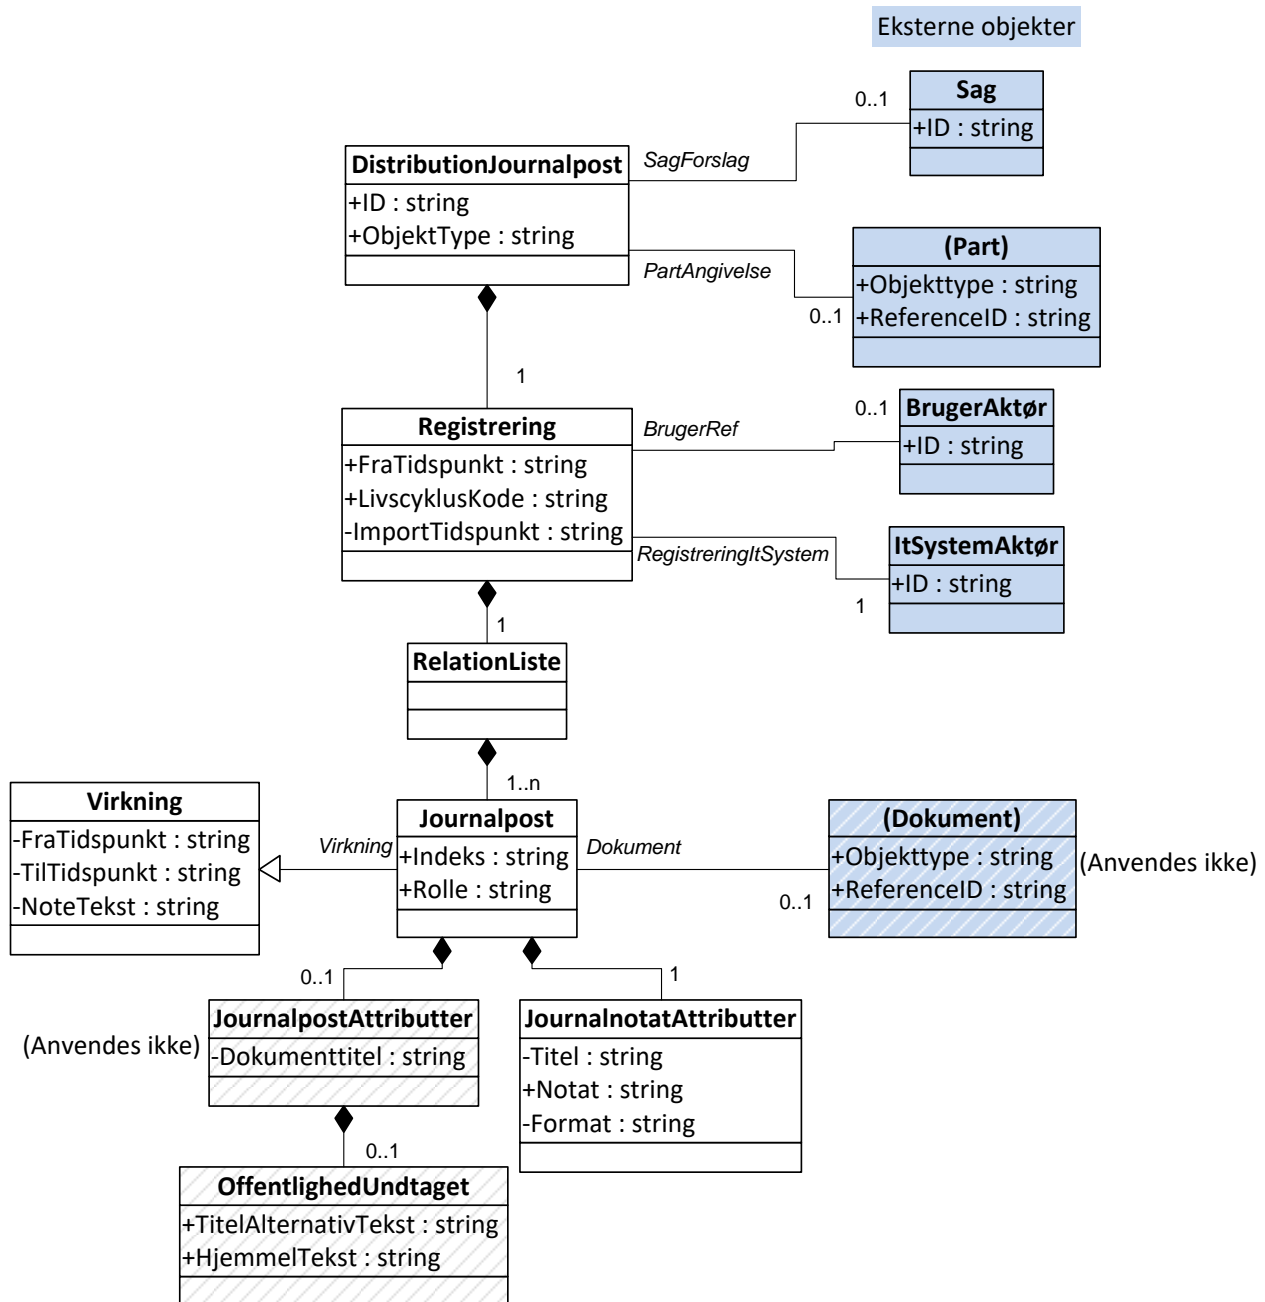 Eksterne objekter
Sag
+ID : string
0..1
SagForslag
DistributionJournalpost
+ID : string
+ObjektType : string
PartAngivelse
0..1
(Part)
+Objekttype : string
+ReferenceID : string
1
Registrering
+FraTidspunkt : string
+LivscyklusKode : string
-ImportTidspunkt : string
BrugerRef
0..1
BrugerAktør
+ID : string
RegistreringItSystem
1
ItSystemAktør
+ID : string
1
RelationListe
1..n
Virkning
-FraTidspunkt : string
-TilTidspunkt : string
-NoteTekst : string
Virkning
Journalpost
+Indeks : string
+Rolle : string
Dokument
0..1
(Dokument)
+Objekttype : string
+ReferenceID : string
(Anvendes ikke)
0..1
1
(Anvendes ikke)
JournalpostAttributter
-Dokumenttitel : string
JournalnotatAttributter
-Titel : string
+Notat : string
-Format : string
0..1
OffentlighedUndtaget
+TitelAlternativTekst : string
+HjemmelTekst : string